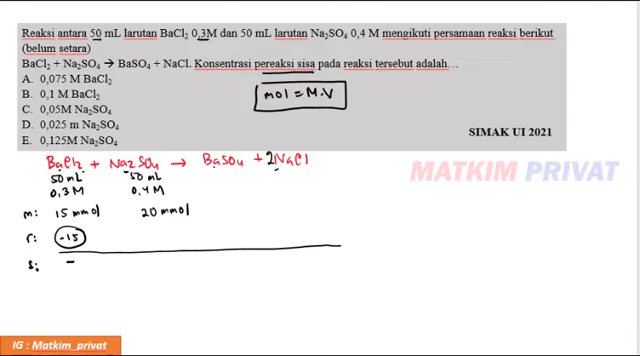 Reaksi antara 50 mL larutan BaCl₂ 0,3M dan 50 mL larutan Na₂SO₄ 0,4 M mengikuti persamaan reaksi berikut
(belum setara)
BaCl₂ + Na₂SO₄ → BaSO₄ + NaCl. Konsentrasi pereaksi sisa pada reaksi tersebut adalah…
A. 0,075 M BaCl₂
B. 0,1 M BaCl₂
C. 0,05M Na₂SO₄
D. 0,025 m Na₂SO₄
E. 0,125M Na₂SO₄
mol = M.V
SIMAK UI 2021
BaCl₂ + Na₂SO₄ → BaSO₄ + 2NaCl
50 mL 50 mL
0,3 M 0,4 M
m: 15 mmol 20 mmol
r: -15
s: -
MATKIM PRIVAT
IG : Matkim_privat